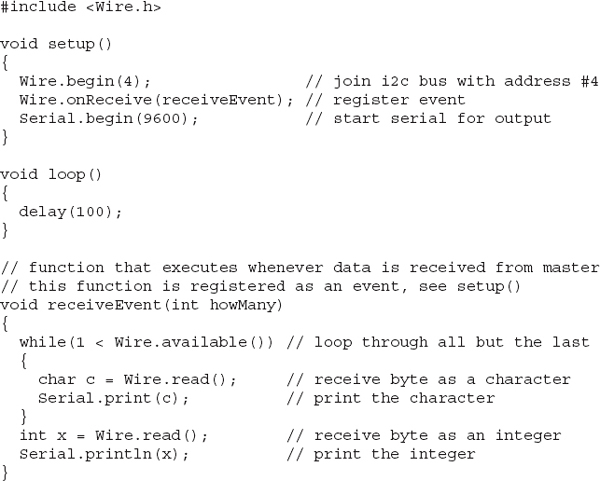 #include <Wire.h>

void setup()
{
  Wire.begin(4);                // join i2c bus with address #4
  Wire.onReceive(receiveEvent); // register event
  Serial.begin(9600);           // start serial for output
}

void loop()
{
  delay(100);
}

// function that executes whenever data is received from master
// this function is registered as an event, see setup()
void receiveEvent(int howMany)
{
  while(1 < Wire.available()) // loop through all but the last
  {
    char c = Wire.read();     // receive byte as a character
    Serial.print(c);          // print the character
  }
  int x = Wire.read();        // receive byte as an integer
  Serial.println(x);          // print the integer
}